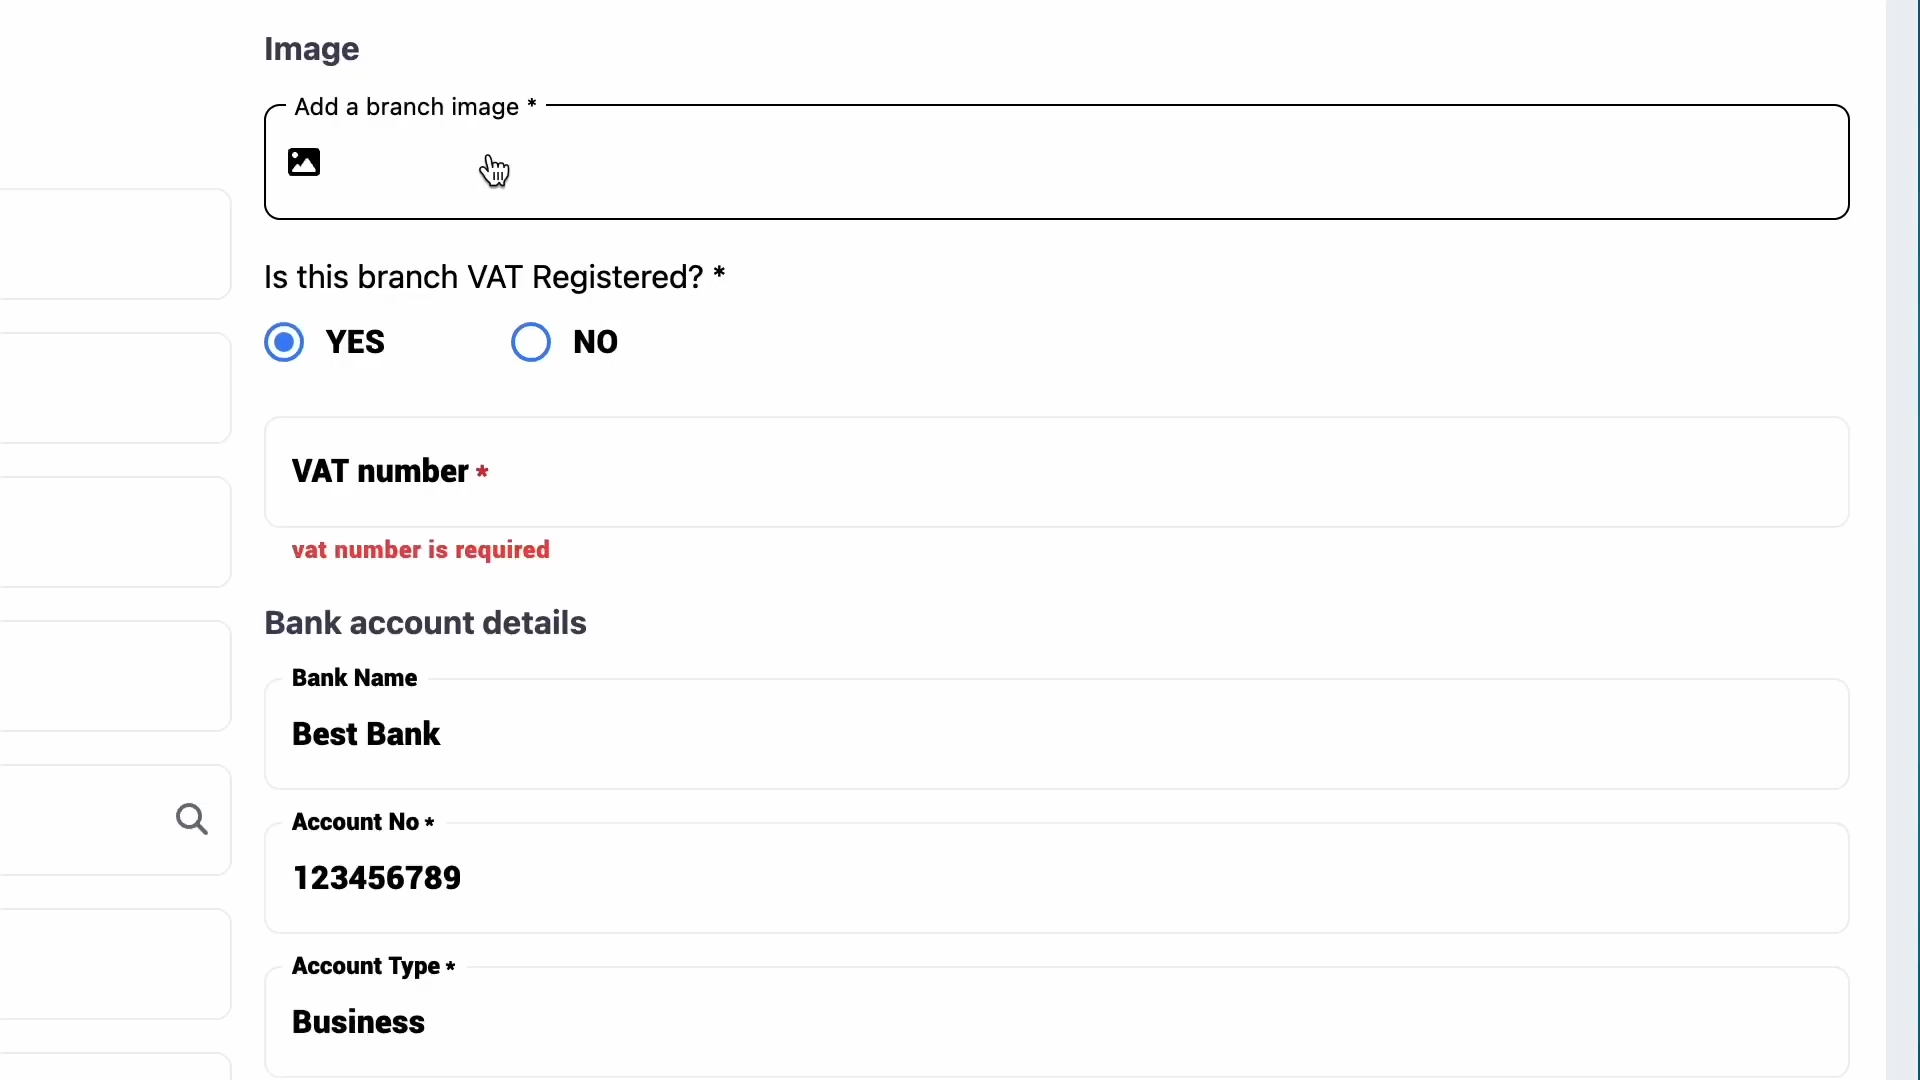 Image
Add a branch image *
Is this branch VAT Registered? *
YES
NO
VAT number *
vat number is required
Bank account details
Bank Name
Best Bank
Account No *
123456789
Account Type *
Business